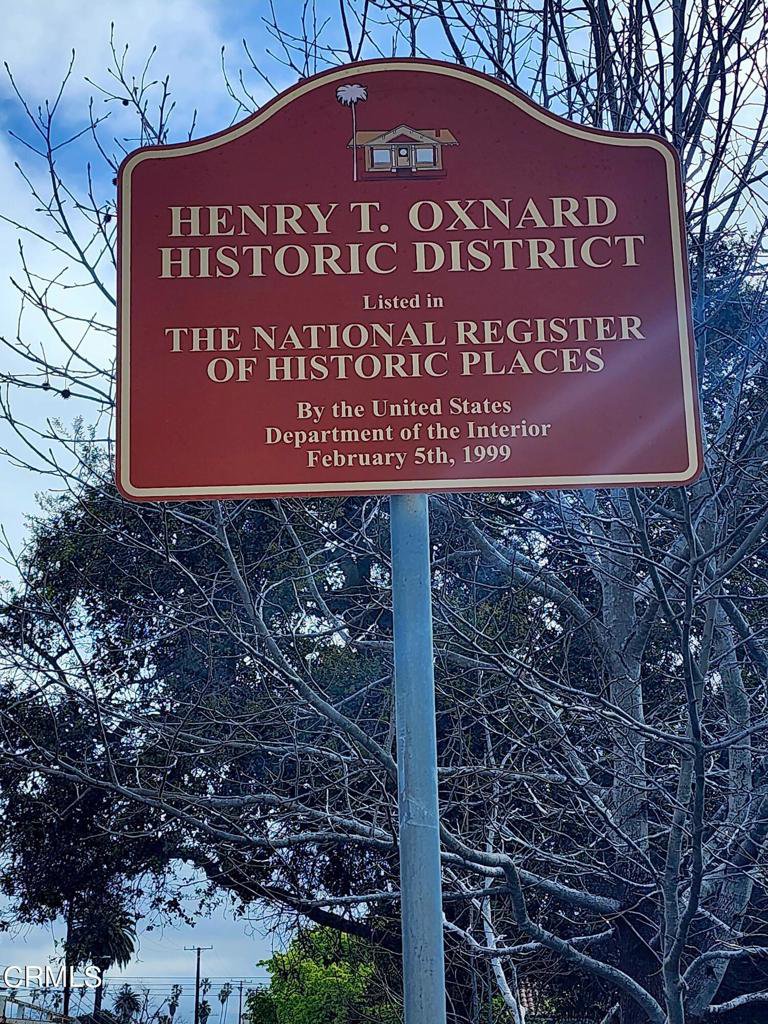 HENRY T. OXNARD
HISTORIC DISTRICT
Listed in
THE NATIONAL REGISTER
OF HISTORIC PLACES
By the United States
Department of the Interior
February 5th, 1999
CRMLS